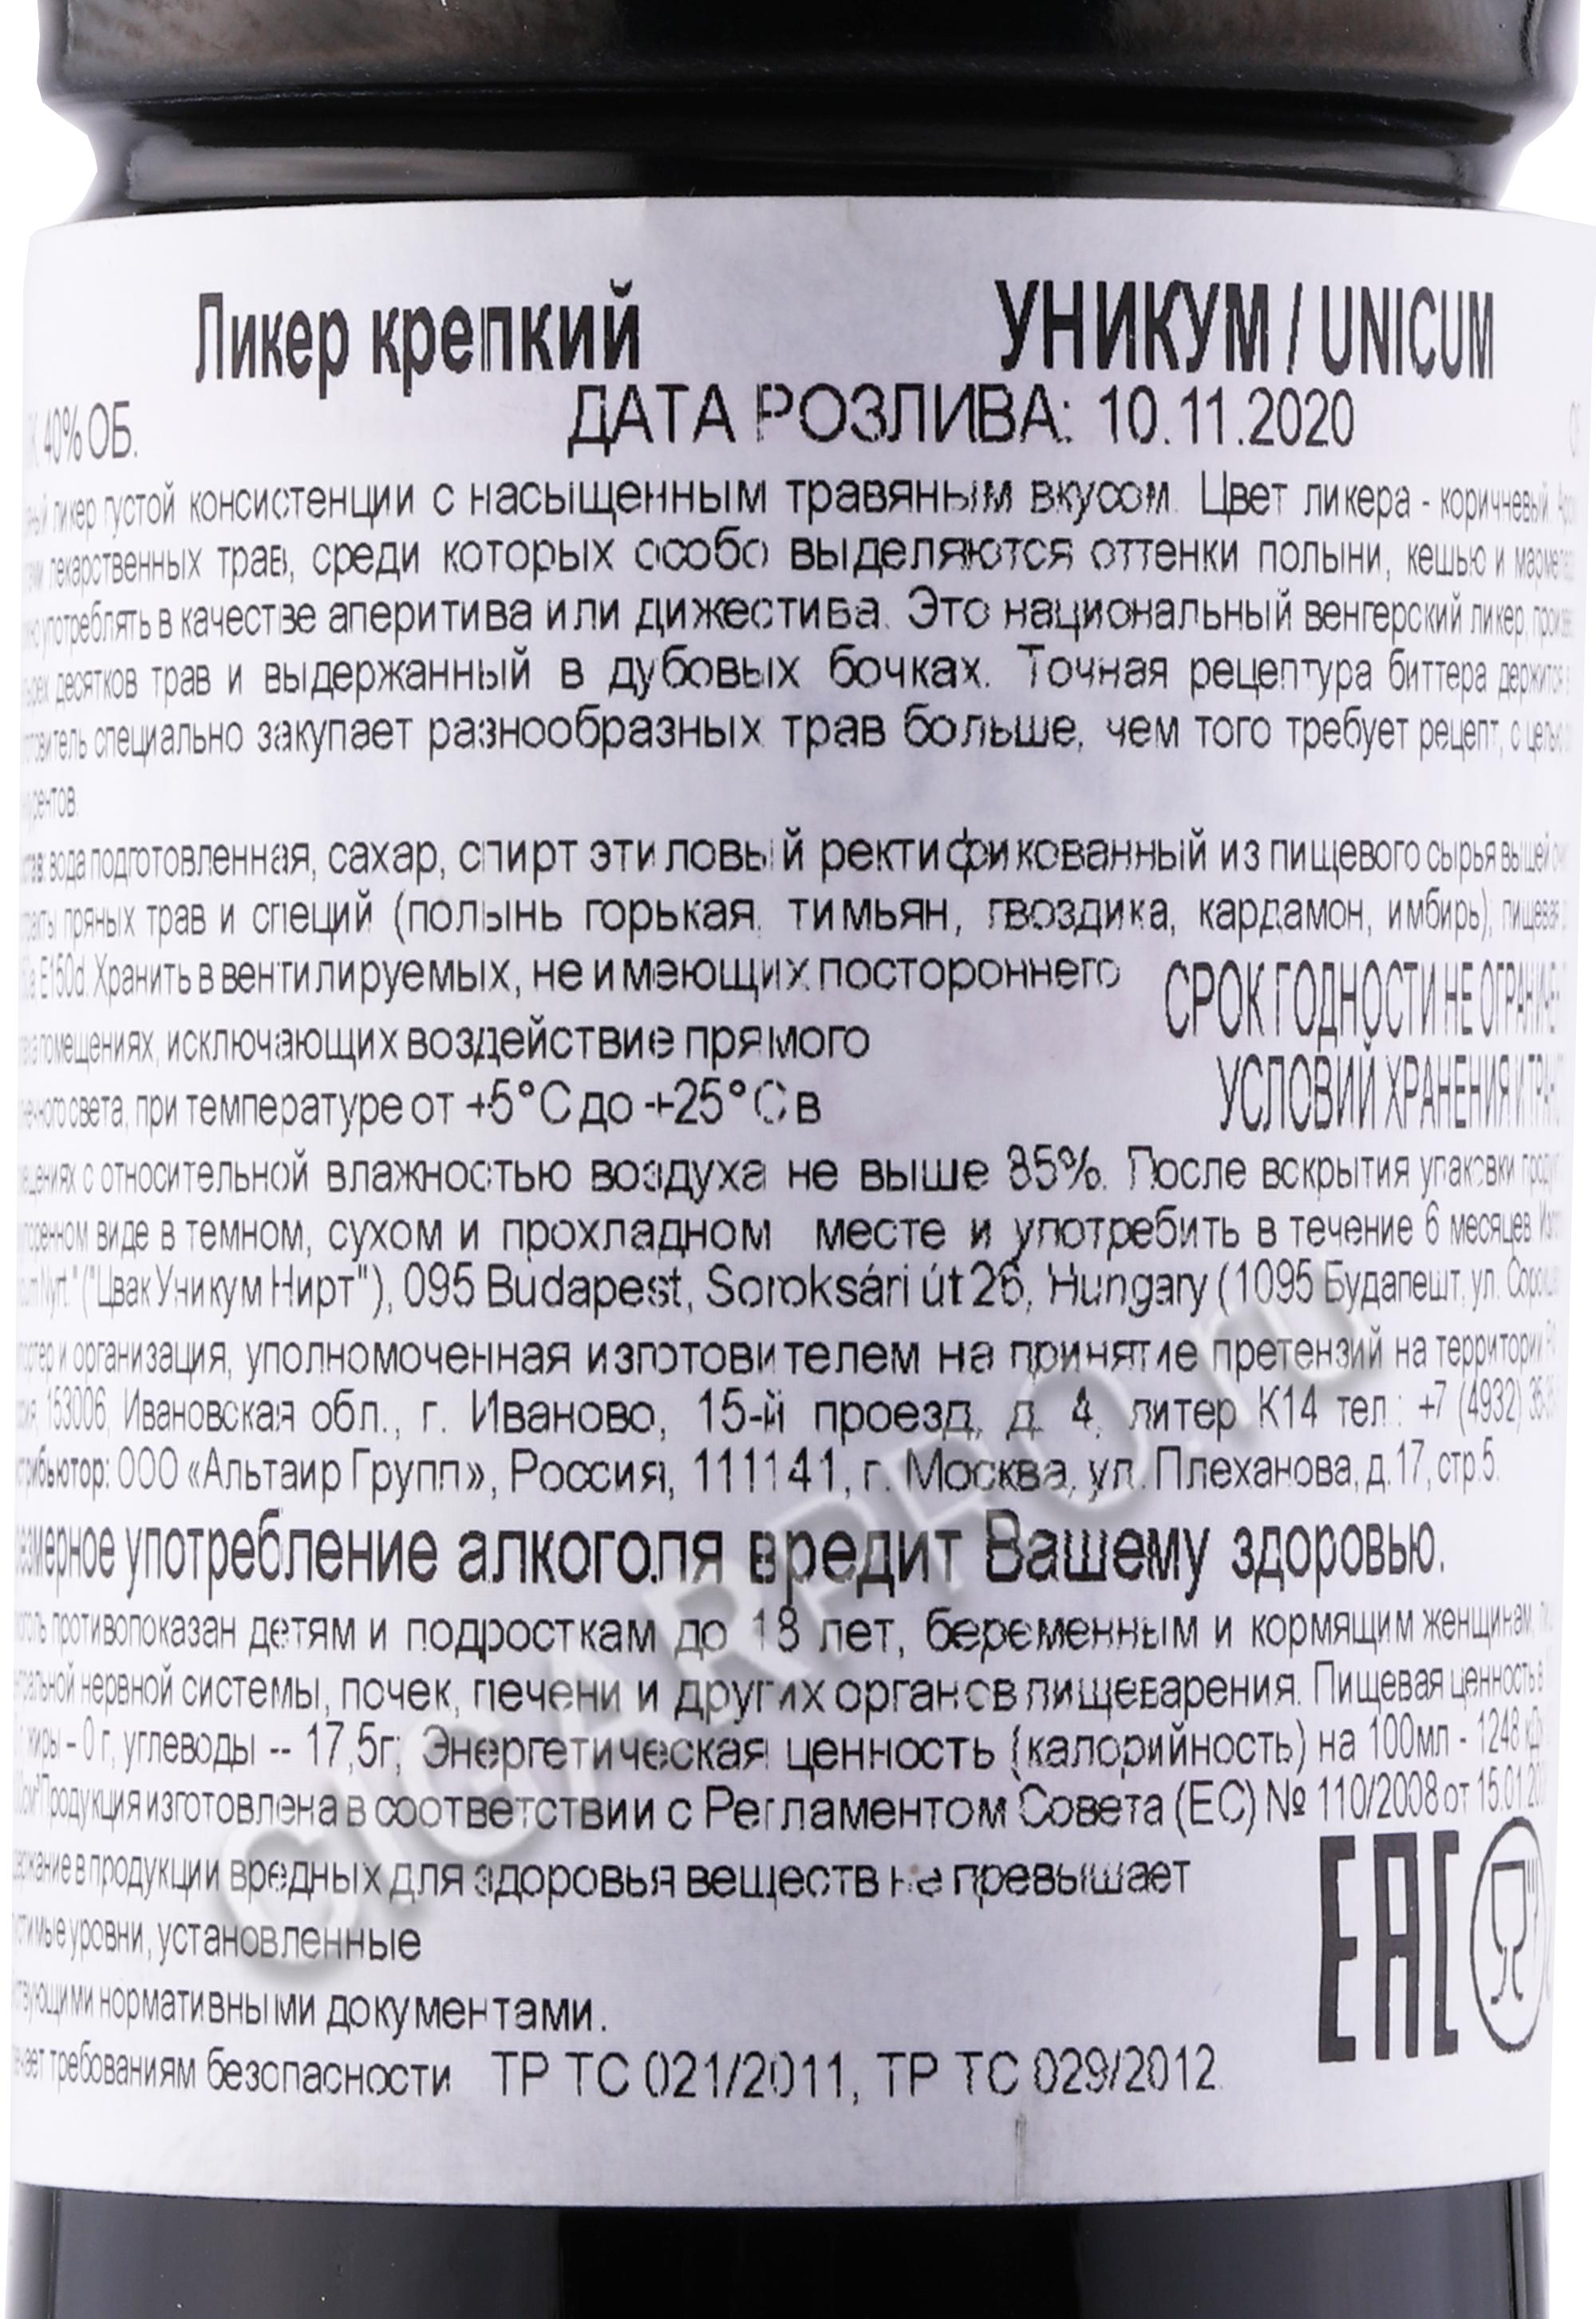 Ликер крепкий УНИКУМ / UNICUM
40% ОБ. ДАТА РОЗЛИВА: 10.11.2020
ликер густой консистенции с насыщенным травяным вкусом. Цвет ликера - коричневый.
лекарственных трав, среди которых особо выделяются оттенки полыни, кешью и
употреблять в качестве аперитива или дижестива. Это национальный венгерский ликер,
десятков трав и выдержанный в дубовых бочках. Точная рецептура биттера держится
специально закупает разнообразных трав больше, чем того требует рецепт, с
вода подготовленная, сахар, спирт этиловый ректификованный из пищевого сырья
пряных трав и специй (полынь горькая, тимьян, гвоздика, кардамон, имбирь),
E150d. Хранить в вентилируемых, не имеющих постороннего
СРОК ГОДНОСТИ НЕ
помещениях, исключающих воздействие прямого
света, при температуре от +5°С до +25°С в
УСЛОВИЙ ХРАНЕНИЯ И
с относительной влажностью воздуха не выше 85%. После вскрытия упаковки
виде в темном, сухом и прохладном месте и употребить в течение 6 месяцев.
("Цвак Уникум Нирт"), 095 Budapest, Soroksári út 26, Hungary (1095 Будапешт, ул.
и организация, уполномоченная изготовителем на принятие претензий на территории
153006, Ивановская обл., г. Иваново, 15-й проезд, д. 4, литер К14 тел.: +7 (4932)
ООО «Альтаир Групп», Россия, 111141, г. Москва, ул. Плеханова, д.17, стр.5.
употребление алкоголя вредит Вашему здоровью.
противопоказан детям и подросткам до 18 лет, беременным и кормящим женщинам,
нервной системы, почек, печени и других органов пищеварения. Пищевая ценность в
жиры – 0 г, углеводы -- 17,5г; Энергетическая ценность (калорийность) на 100мл - 1248
Продукция изготовлена в соответствии с Регламентом Совета (ЕС) № 110/2008 от
в продукции вредных для здоровья веществ не превышает
уровни, установленные
нормативными документами.
требованиям безопасности ТР ТС 021/2011, ТР ТС 029/2012.
EAC
CIGARPRO.ru